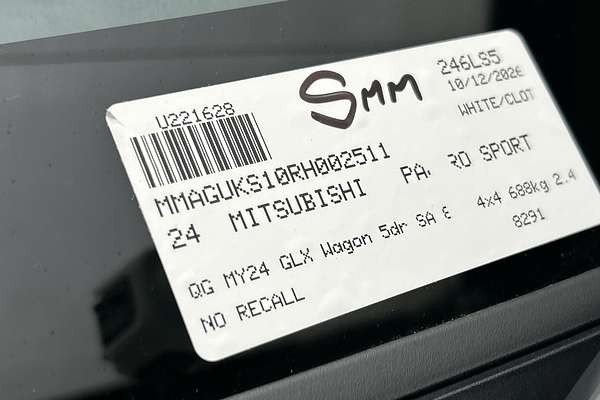 SMM
246LS5
10/12/2026
WHITE/CLOT
U221628
MMAGUKS10RH002511
24 MITSUBISHI PA. RO SPORT
QG MY24 GLX Wagon 5dr SA 8 4x4 688kg 2.4
8291
NO RECALL